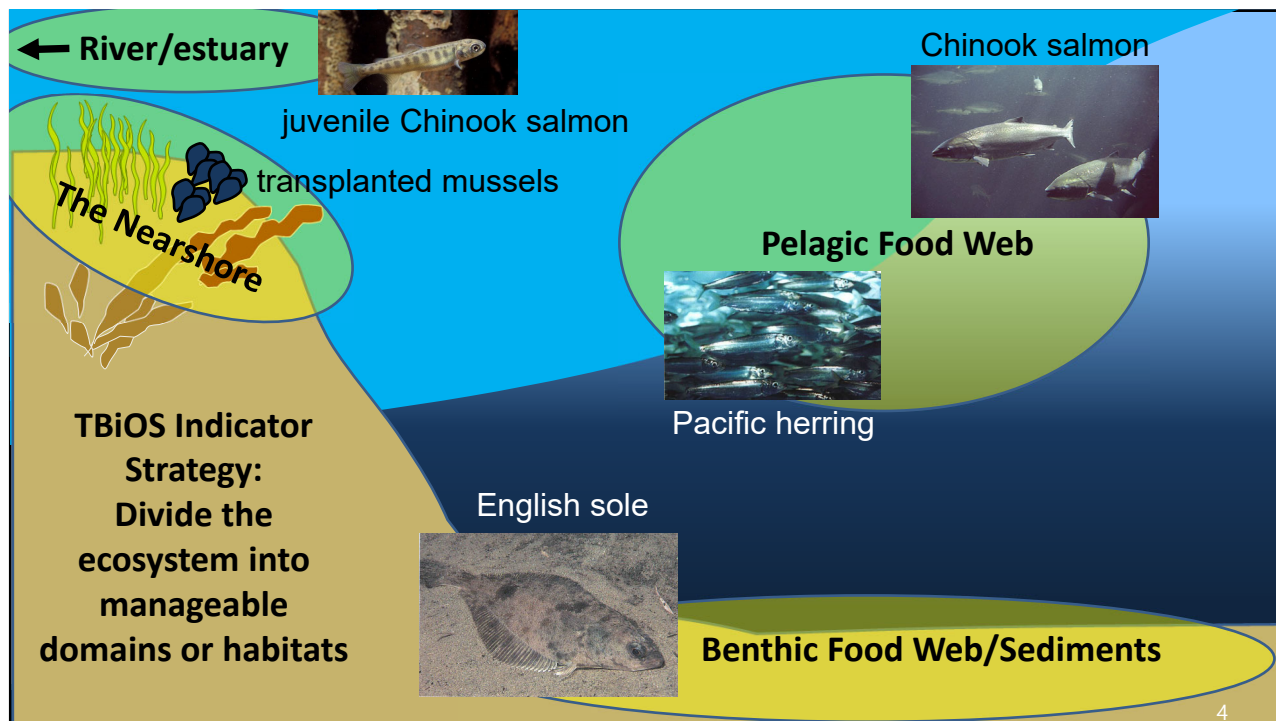 River/estuary
Chinook salmon
juvenile Chinook salmon
transplanted mussels
The Nearshore
Pelagic Food Web
Pacific herring
TBiOS Indicator
Strategy:
Divide the
ecosystem into
manageable
domains or habitats
English sole
Benthic Food Web/Sediments
4